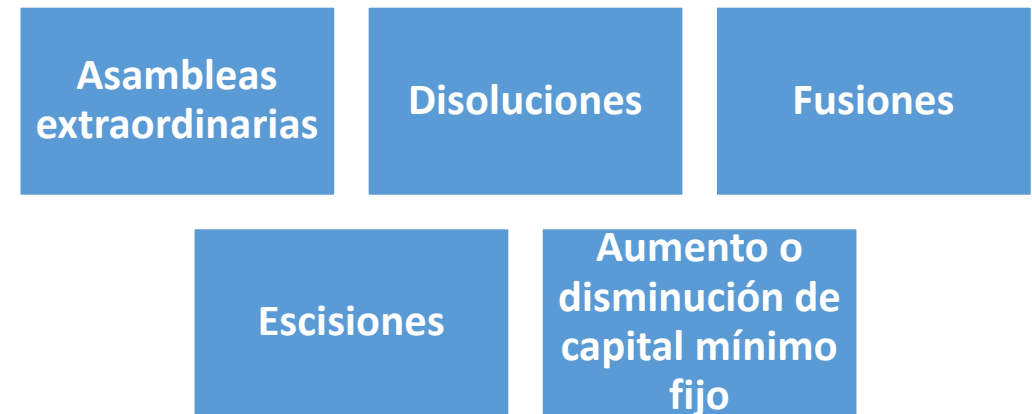 Asambleas
extraordinarias
Disoluciones
Fusiones
Escisiones
Aumento o
disminución de
capital mínimo
fijo